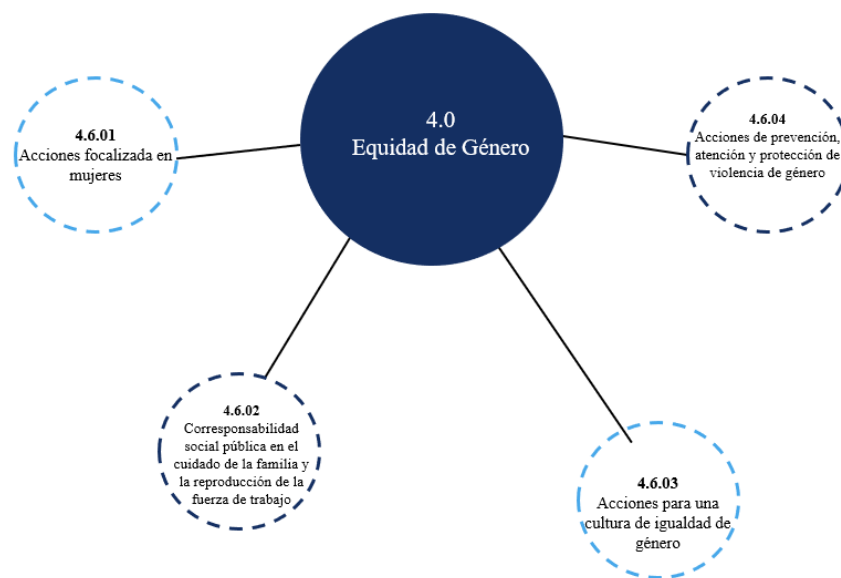 4.0
Equidad de Género
4.6.01
Acciones focalizada en
mujeres
4.6.04
Acciones de prevención,
atención y protección de
violencia de género
4.6.02
Corresponsabilidad
social pública en el
cuidado de la familia y
la reproducción de la
fuerza de trabajo
4.6.03
Acciones para una
cultura de igualdad de
género